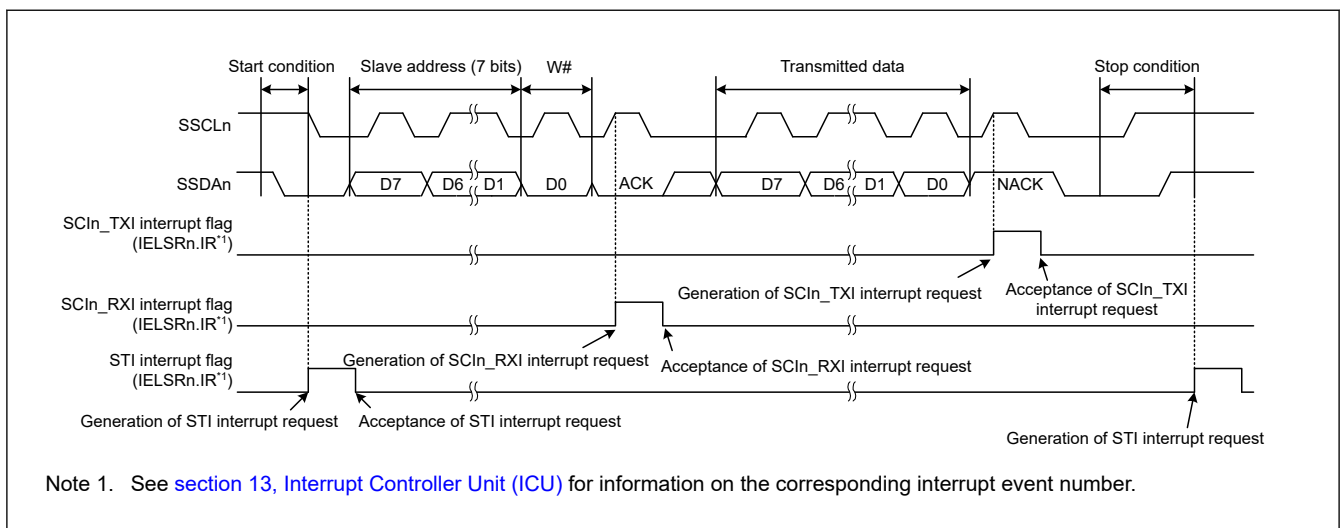 Start condition
Slave address (7 bits)
W#
Transmitted data
Stop condition
SSCLn
SSDAn
D7
D6
D1
D0
ACK
D7
D6
D1
D0
NACK
SCIn_TXI interrupt flag
(IELSRn.IR*1)
Generation of SCIn_TXI interrupt request
Acceptance of SCIn_TXI
interrupt request
SCIn_RXI interrupt flag
(IELSRn.IR*1)
Generation of SCIn_RXI interrupt request
Acceptance of SCIn_RXI interrupt request
STI interrupt flag
(IELSRn.IR*1)
Generation of STI interrupt request
Acceptance of STI interrupt request
Generation of STI interrupt request
Note 1. See section 13, Interrupt Controller Unit (ICU) for information on the corresponding interrupt event number.